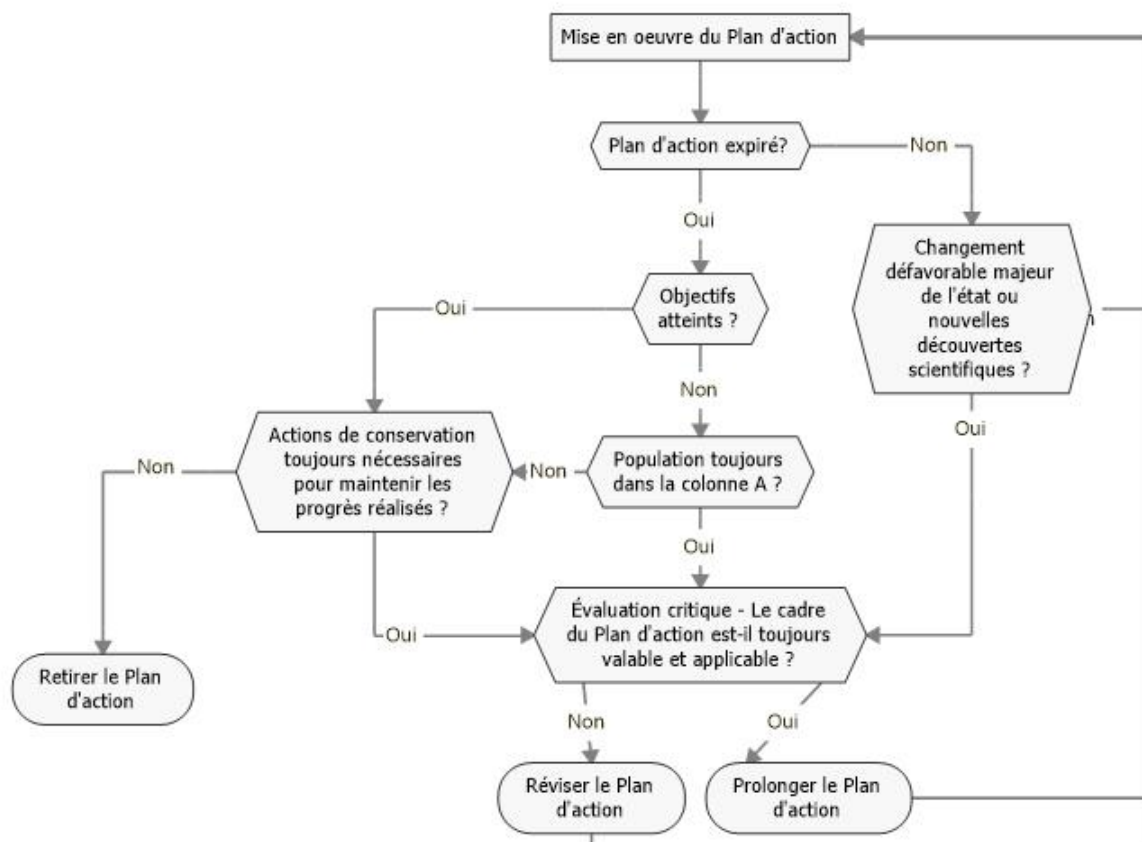 Mise en oeuvre du Plan d'action
Plan d'action expiré?
Non
Oui
Changement
défavorable majeur
de l'état ou
nouvelles
découvertes
scientifiques ?
Objectifs
atteints ?
Oui
Non
Oui
Actions de conservation
toujours nécessaires
pour maintenir les
progrès réalisés ?
Non
Non
Population toujours
dans la colonne A ?
Oui
Évaluation critique - Le cadre
du Plan d'action est-il toujours
valable et applicable ?
Oui
Retirer le Plan
d'action
Non
Oui
Réviser le Plan
d'action
Prolonger le Plan
d'action